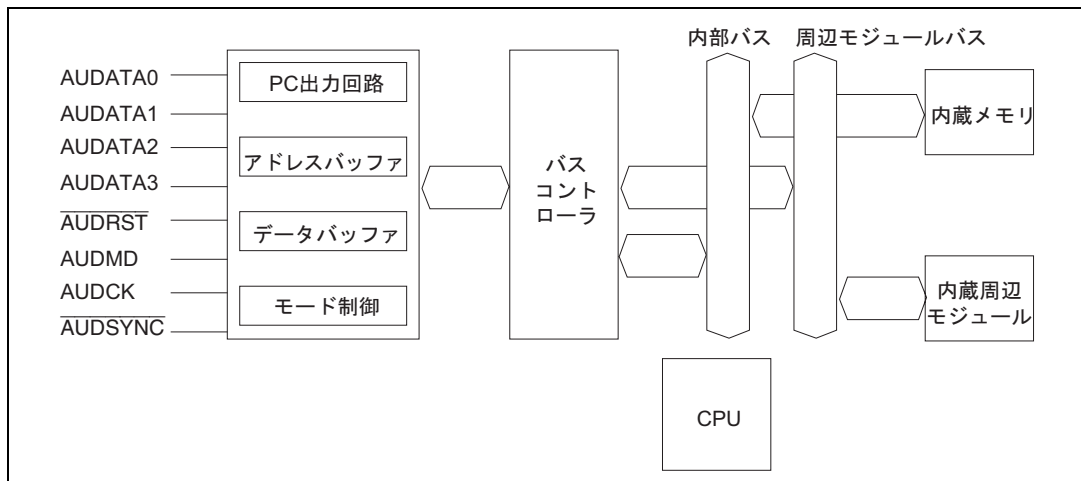 内部バス 周辺モジュールバス
AUDATA0
AUDATA1
AUDATA2
AUDATA3
AUDRST
AUDMD
AUDCK
AUDSYNC
PC出力回路
アドレスバッファ
データバッファ
モード制御
バス
コント
ローラ
内蔵メモリ
内蔵周辺
モジュール
CPU